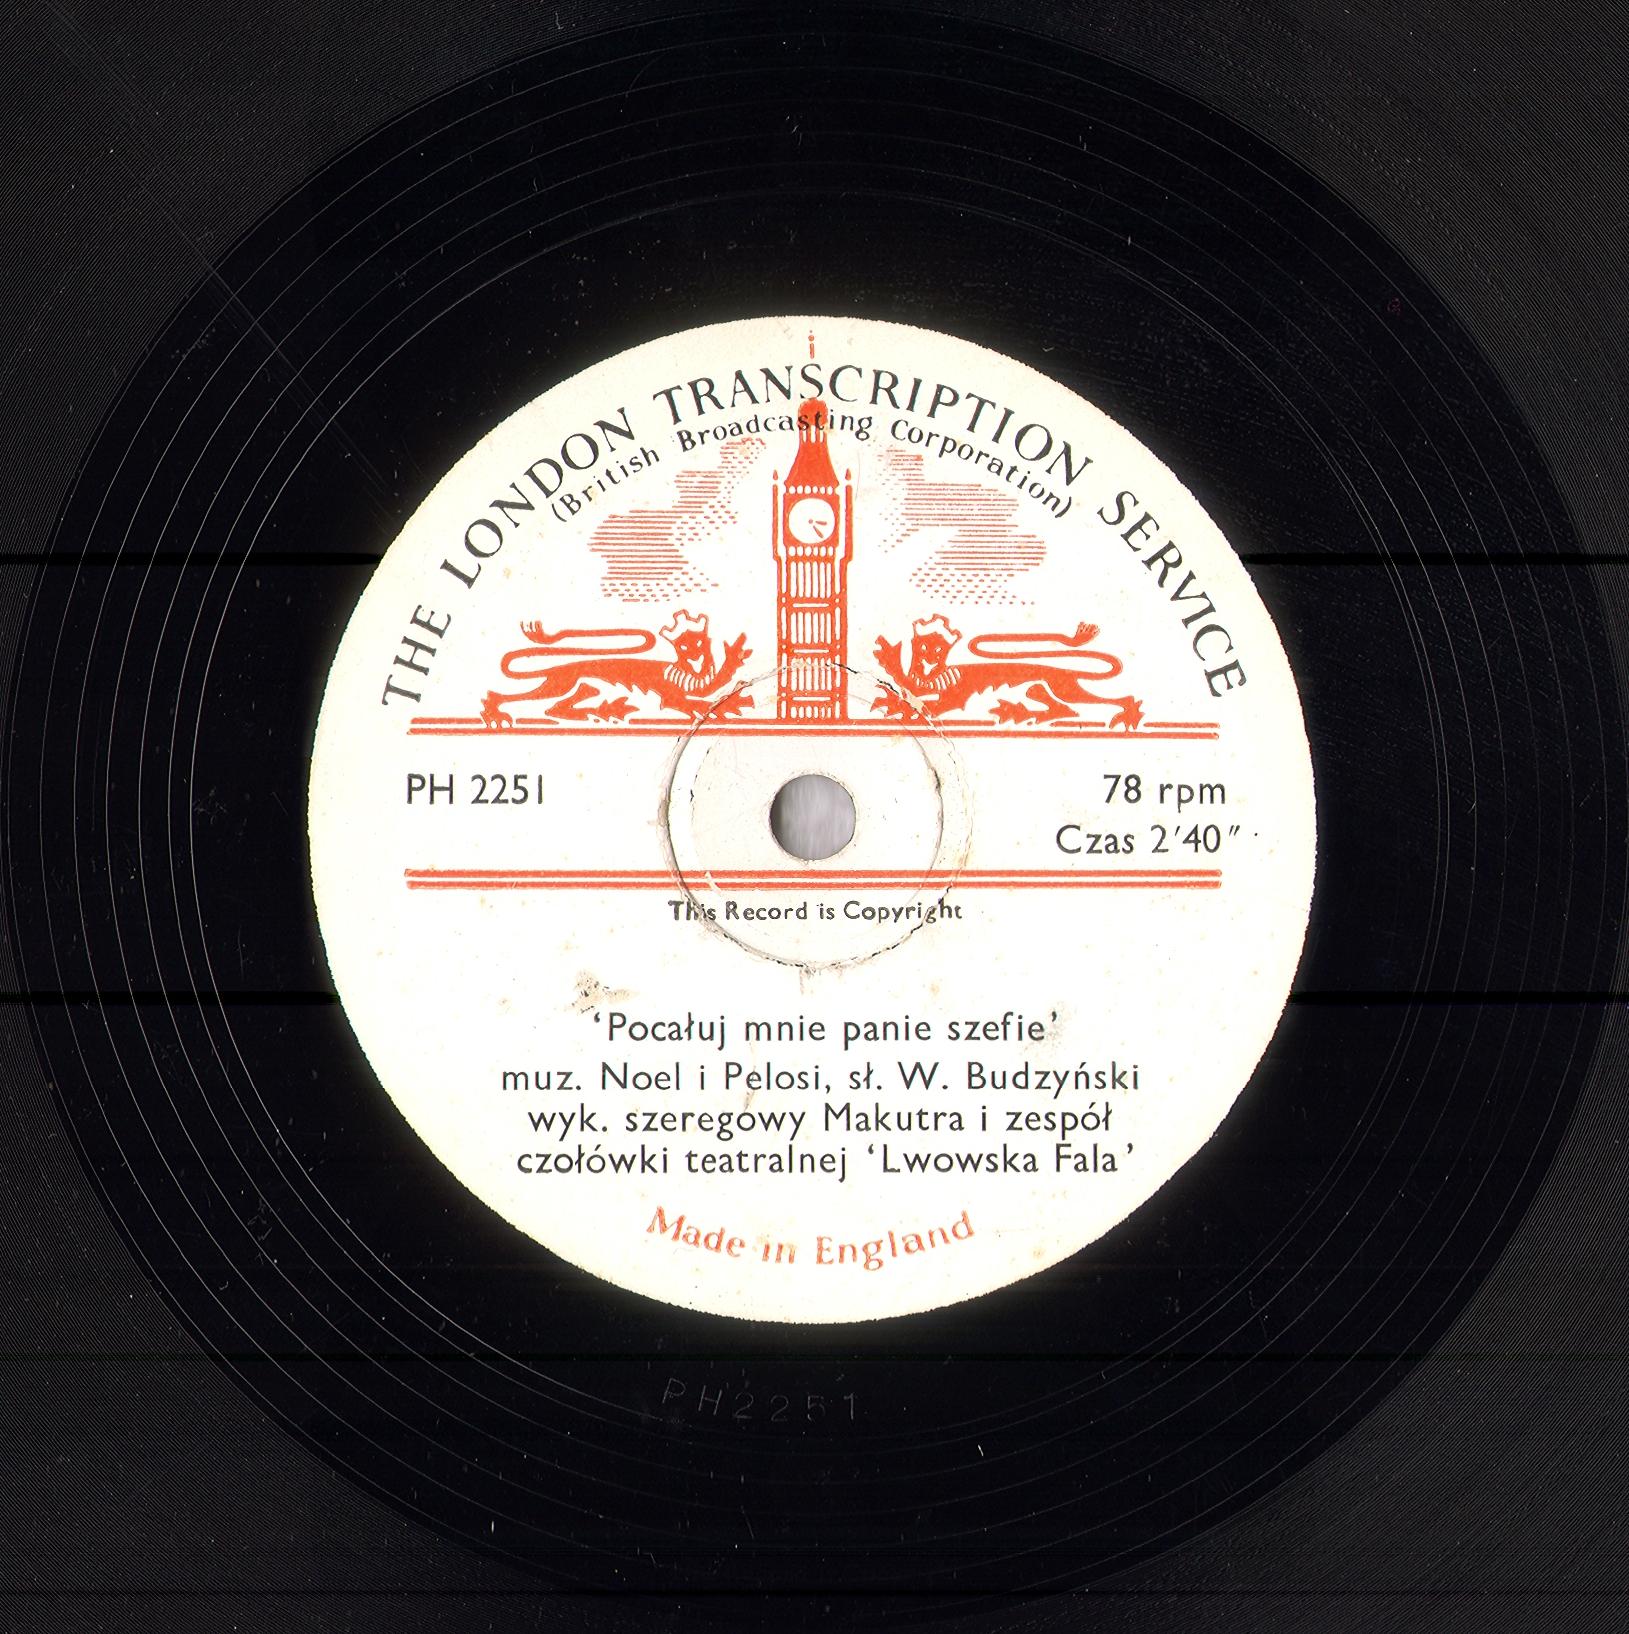 THE LONDON TRANSCRIPTION SERVICE
(British Broadcasting Corporation)
PH 2251
78 rpm
Czas 2'40"
This Record is Copyright
‘Pocałuj mnie panie szefie’
muz. Noel i Pelosi, sł. W. Budzyński
wyk. szeregowy Makutra i zespół
czołówki teatralnej ‘Lwowska Fala’
Made in England
PH2251